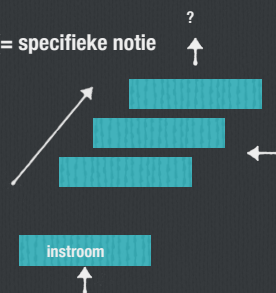 ?
= specifieke notie
instroom